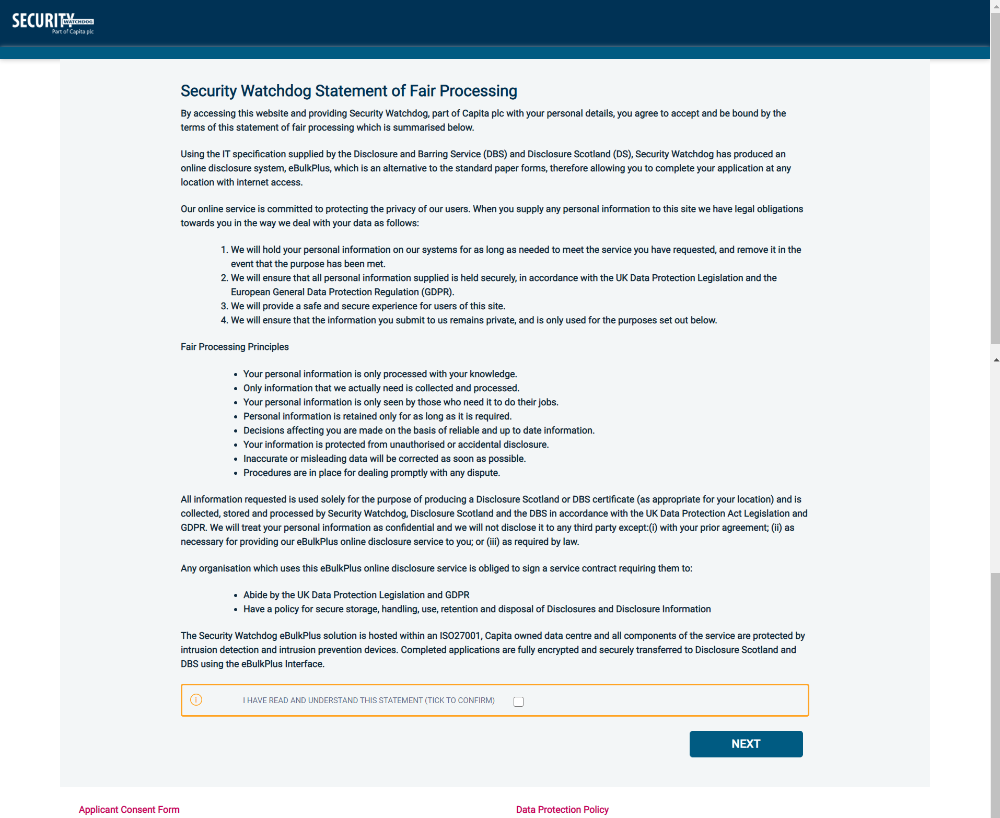 SECURITY
WATCHDOG
Part of Capita plc
Security Watchdog Statement of Fair Processing
By accessing this website and providing Security Watchdog, part of Capita plc with your personal details, you agree to accept and be bound by the
terms of this statement of fair processing which is summarised below.
Using the IT specification supplied by the Disclosure and Barring Service (DBS) and Disclosure Scotland (DS), Security Watchdog has produced an
online disclosure system, eBulkPlus, which is an alternative to the standard paper forms, therefore allowing you to complete your application at any
location with internet access.
Our online service is committed to protecting the privacy of our users. When you supply any personal information to this site we have legal obligations
towards you in the way we deal with your data as follows:
1. We will hold your personal information on our systems for as long as needed to meet the service you have requested, and remove it in the
event that the purpose has been met.
2. We will ensure that all personal information supplied is held securely, in accordance with the UK Data Protection Legislation and the
European General Data Protection Regulation (GDPR).
3. We will provide a safe and secure experience for users of this site.
4. We will ensure that the information you submit to us remains private, and is only used for the purposes set out below.
Fair Processing Principles
• Your personal information is only processed with your knowledge.
• Only information that we actually need is collected and processed.
• Your personal information is only seen by those who need it to do their jobs.
• Personal information is retained only for as long as it is required.
• Decisions affecting you are made on the basis of reliable and up to date information.
• Your information is protected from unauthorised or accidental disclosure.
• Inaccurate or misleading data will be corrected as soon as possible.
• Procedures are in place for dealing promptly with any dispute.
All information requested is used solely for the purpose of producing a Disclosure Scotland or DBS certificate (as appropriate for your location) and is
collected, stored and processed by Security Watchdog, Disclosure Scotland and the DBS in accordance with the UK Data Protection Act Legislation and
GDPR. We will treat your personal information as confidential and we will not disclose it to any third party except:(i) with your prior agreement; (ii) as
necessary for providing our eBulkPlus online disclosure service to you; or (iii) as required by law.
Any organisation which uses this eBulkPlus online disclosure service is obliged to sign a service contract requiring them to:
• Abide by the UK Data Protection Legislation and GDPR
• Have a policy for secure storage, handling, use, retention and disposal of Disclosures and Disclosure Information
The Security Watchdog eBulkPlus solution is hosted within an ISO27001, Capita owned data centre and all components of the service are protected by
intrusion detection and intrusion prevention devices. Completed applications are fully encrypted and securely transferred to Disclosure Scotland and
DBS using the eBulkPlus Interface.
I HAVE READ AND UNDERSTAND THIS STATEMENT (TICK TO CONFIRM)
NEXT
Applicant Consent Form
Data Protection Policy